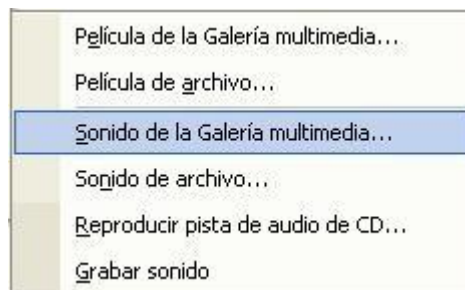 Película de la Galería multimedia...
Película de archivo...
Sonido de la Galería multimedia...
Sonido de archivo...
Reproducir pista de audio de CD...
Grabar sonido